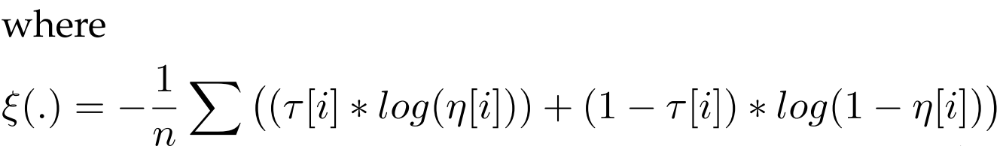 where
ξ(.) = −1/n ∑ ((τ[i] ∗ log(η[i])) + (1 − τ[i]) ∗ log(1 − η[i]))